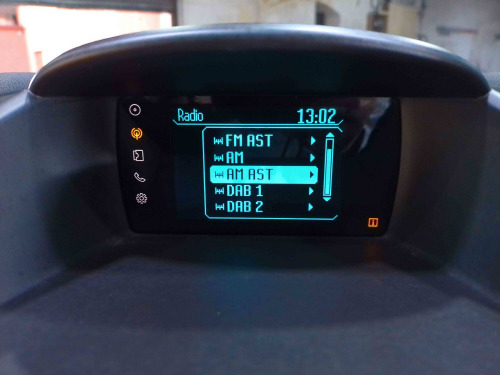 Radio 13:02
FM AST
AM
AM AST
DAB 1
DAB 2